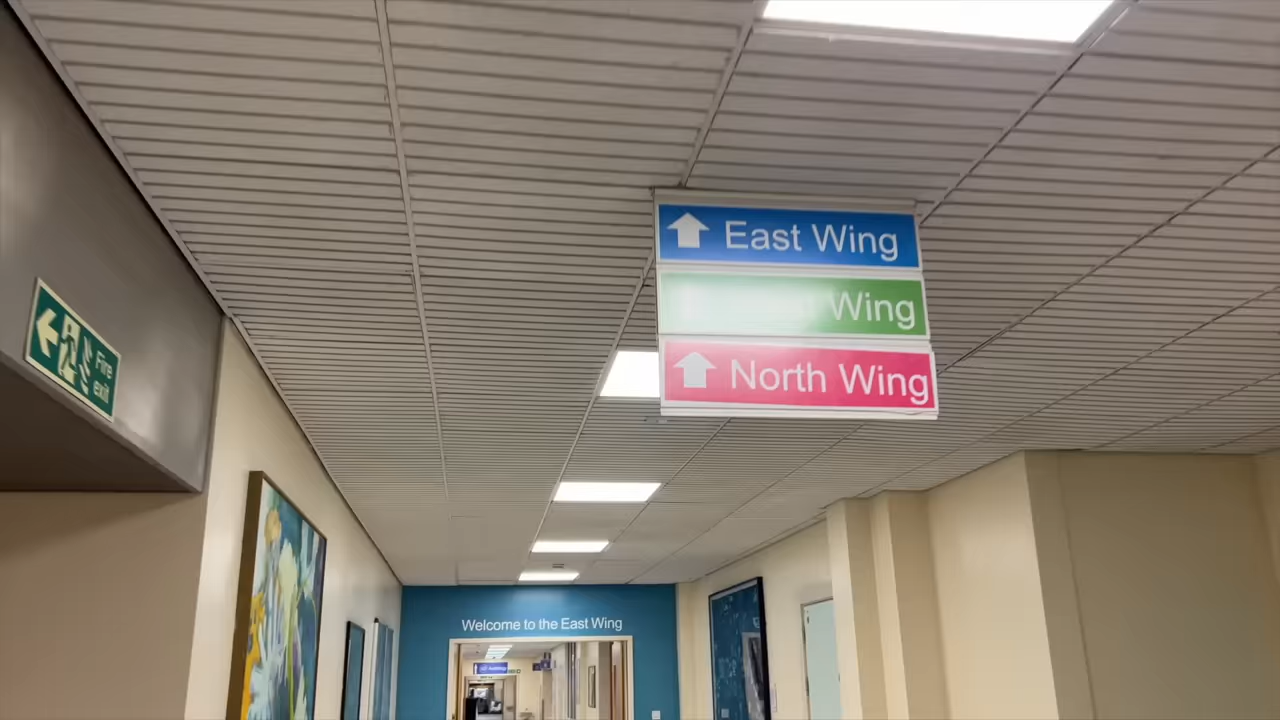 East Wing
Wing
North Wing
Fire
exit
Welcome to the East Wing